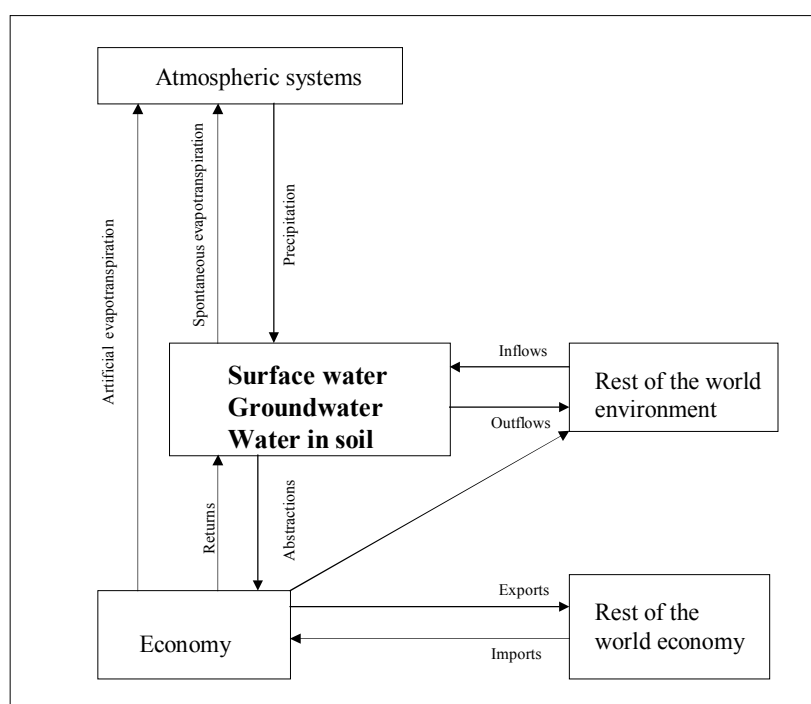 Atmospheric systems
Artificial evapotranspiration
Spontaneous evapotranspiration
Precipitation
Surface water
Groundwater
Water in soil
Inflows
Outflows
Rest of the world
environment
Returns
Abstractions
Economy
Exports
Imports
Rest of the
world economy